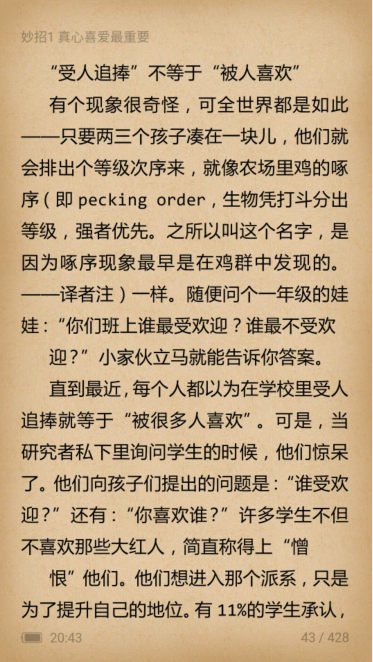 妙招1 真心喜爱最重要
“受人追捧”不等于“被人喜欢”
有个现象很奇怪，可全世界都是如此
——只要两三个孩子凑在一块儿，他们就
会排出个等级次序来，就像农场里鸡的啄
序（即 pecking order，生物凭打斗分出
等级，强者优先。之所以叫这个名字，是
因为啄序现象最早是在鸡群中发现的。
——译者注）一样。随便问个一年级的娃
娃：“你们班上谁最受欢迎？谁最不受欢
迎？”小家伙立马就能告诉你答案。
直到最近，每个人都以为在学校里受人
追捧就等于“被很多人喜欢”。可是，当
研究者私下里询问学生的时候，他们惊呆
了。他们向孩子们提出的问题是：“谁受欢
迎？”还有：“你喜欢谁？”许多学生不但
不喜欢那些大红人，简直称得上“憎
恨”他们。他们想进入那个派系，只是
为了提升自己的地位。有 11%的学生承认，
20:43
43 / 428